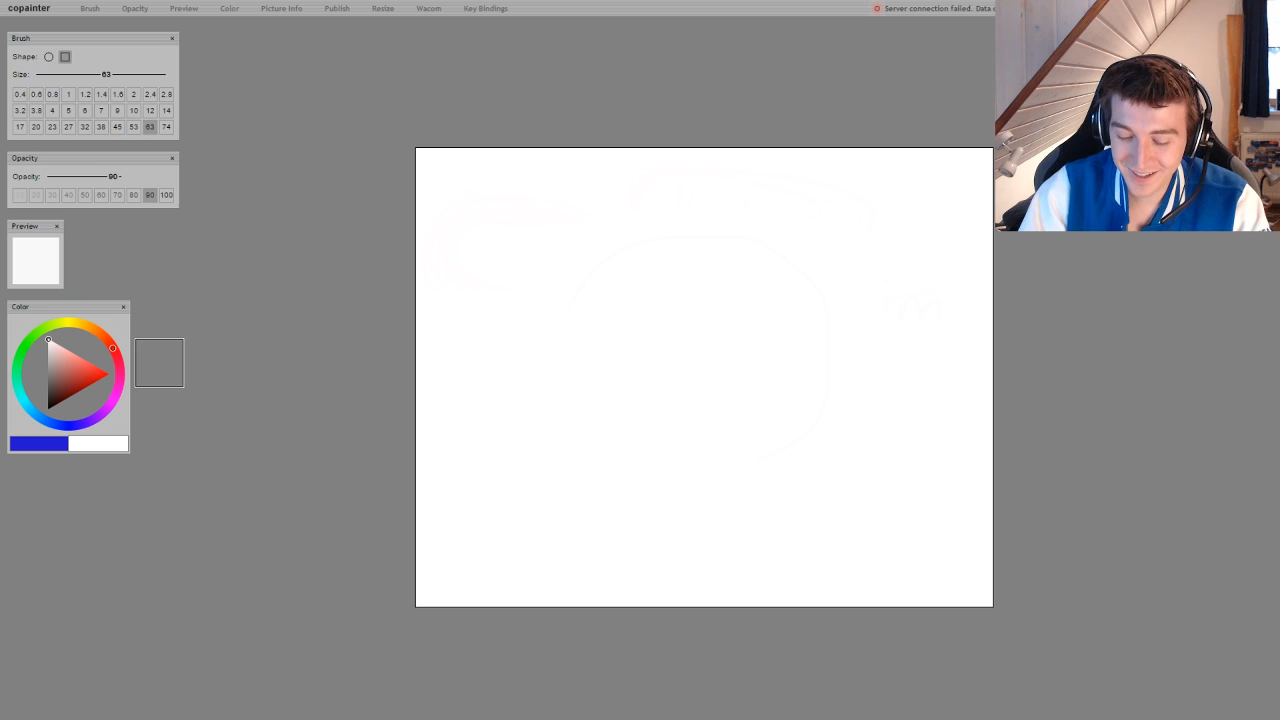 copainter Brush Opacity Preview Color Picture Info Publish Resize Wacom Key Bindings Server connection failed. Data
Brush
Shape:
Size: 63
0.4 0.6 0.8 1 1.2 1.4 1.6 2 2.4 2.8
3.2 3.8 4 5 6 7 9 10 12 14
17 20 23 27 32 38 45 53 63 74
Opacity
Opacity: 90
10 20 30 40 50 60 70 80 90 100
Preview
Color